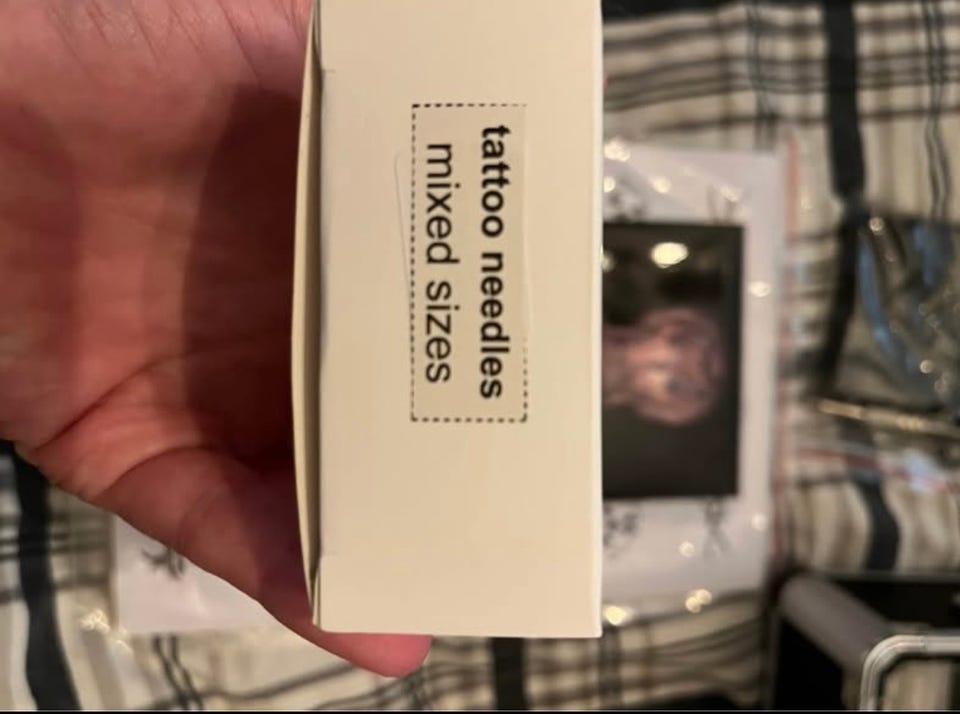 tattoo needles
mixed sizes